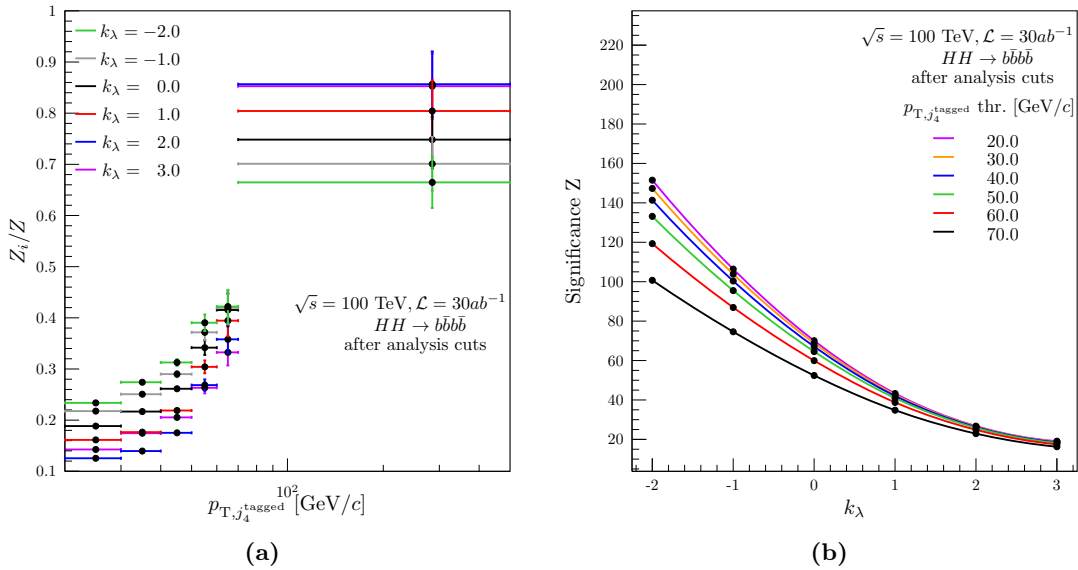 1
0.9
0.8
0.7
0.6
0.5
0.4
0.3
0.2
0.1
Z_i/Z
k_λ = −2.0
k_λ = −1.0
k_λ = 0.0
k_λ = 1.0
k_λ = 2.0
k_λ = 3.0
√s = 100 TeV, ℒ = 30ab⁻¹
HH → bb̄bb̄
after analysis cuts
10²
p_{T,j_4^{tagged}} [GeV/c]
(a)
220
200
180
160
140
120
100
80
60
40
20
Significance Z
√s = 100 TeV, ℒ = 30ab⁻¹
HH → bb̄bb̄
after analysis cuts
p_{T,j_4^{tagged}} thr. [GeV/c]
20.0
30.0
40.0
50.0
60.0
70.0
-2 -1 0 1 2 3
k_λ
(b)